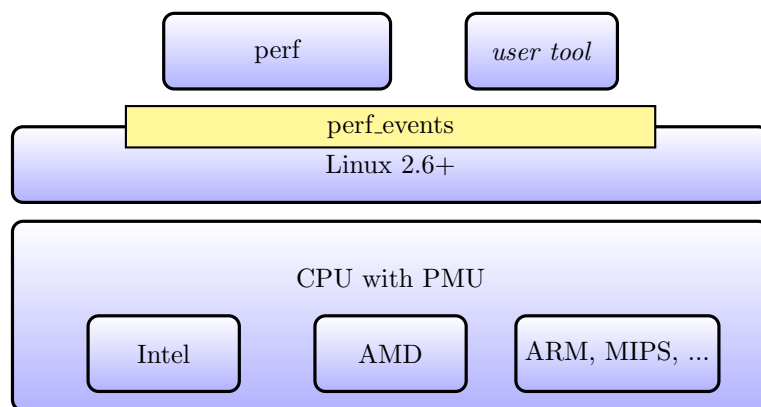 perf
user tool
perf_events
Linux 2.6+
CPU with PMU
Intel
AMD
ARM, MIPS, ...